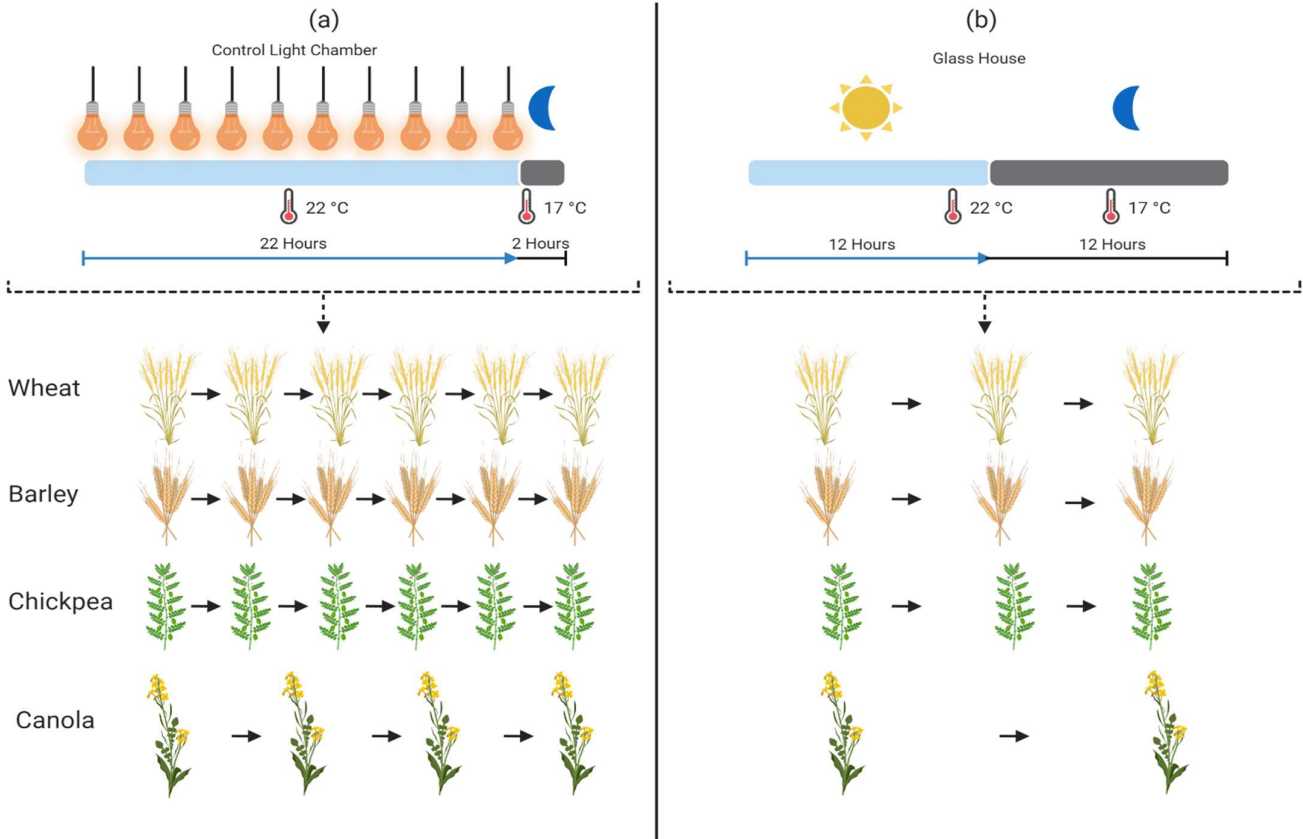 (a)
Control Light Chamber
22 °C
17 °C
22 Hours
2 Hours
(b)
Glass House
22 °C
17 °C
12 Hours
12 Hours
Wheat
Barley
Chickpea
Canola